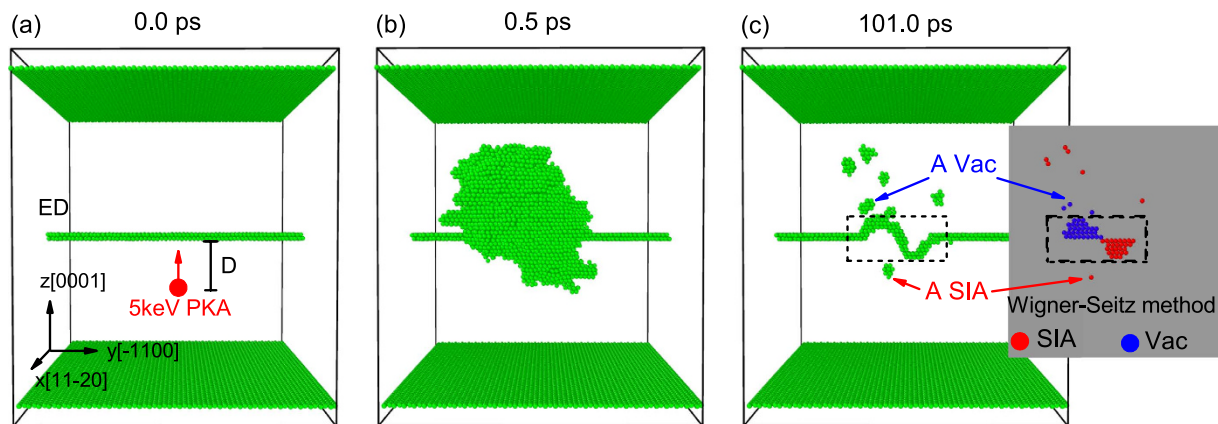 (a) 0.0 ps
(b) 0.5 ps
(c) 101.0 ps
ED
D
z[0001]
5keV PKA
y[-1100]
x[11-20]
A Vac
A SIA
Wigner-Seitz method
SIA
Vac